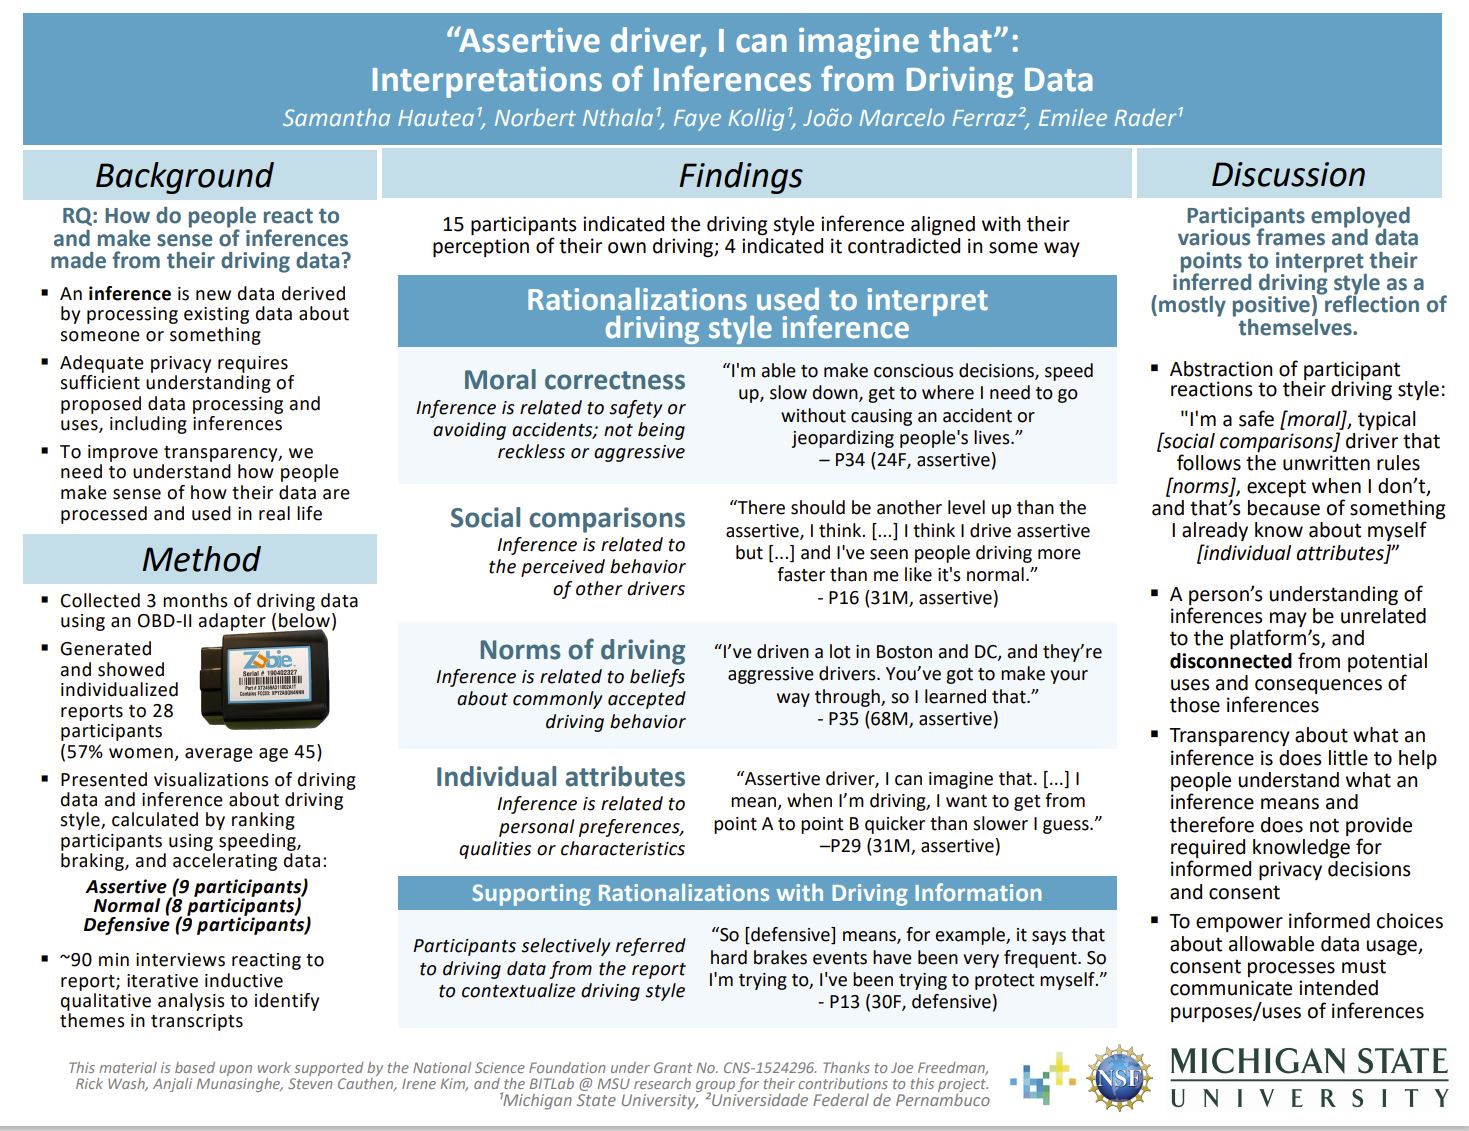 “Assertive driver, I can imagine that”:
Interpretations of Inferences from Driving Data
Samantha Hautea¹, Norbert Nthala¹, Faye Kollig¹, João Marcelo Ferraz², Emilee Rader¹
Background
RQ: How do people react to
and make sense of inferences
made from their driving data?
▪ An inference is new data derived
by processing existing data about
someone or something
▪ Adequate privacy requires
sufficient understanding of
proposed data processing and
uses, including inferences
▪ To improve transparency, we
need to understand how people
make sense of how their data are
processed and used in real life
Method
▪ Collected 3 months of driving data
using an OBD-II adapter (below)
▪ Generated
and showed
individualized
reports to 28
participants
(57% women, average age 45)
Zubie
Serial # 190402327
▪ Presented visualizations of driving
data and inference about driving
style, calculated by ranking
participants using speeding,
braking, and accelerating data:
Assertive (9 participants)
Normal (8 participants)
Defensive (9 participants)
▪ ~90 min interviews reacting to
report; iterative inductive
qualitative analysis to identify
themes in transcripts
Findings
15 participants indicated the driving style inference aligned with their
perception of their own driving; 4 indicated it contradicted in some way
Rationalizations used to interpret
driving style inference
Moral correctness
Inference is related to safety or
avoiding accidents; not being
reckless or aggressive
“I'm able to make conscious decisions, speed
up, slow down, get to where I need to go
without causing an accident or
jeopardizing people's lives.”
– P34 (24F, assertive)
Social comparisons
Inference is related to
the perceived behavior
of other drivers
“There should be another level up than the
assertive, I think. [...] I think I drive assertive
but [...] and I've seen people driving more
faster than me like it's normal.”
- P16 (31M, assertive)
Norms of driving
Inference is related to beliefs
about commonly accepted
driving behavior
“I’ve driven a lot in Boston and DC, and they’re
aggressive drivers. You’ve got to make your
way through, so I learned that.”
- P35 (68M, assertive)
Individual attributes
Inference is related to
personal preferences,
qualities or characteristics
“Assertive driver, I can imagine that. [...] I
mean, when I’m driving, I want to get from
point A to point B quicker than slower I guess.”
–P29 (31M, assertive)
Supporting Rationalizations with Driving Information
Participants selectively referred
to driving data from the report
to contextualize driving style
“So [defensive] means, for example, it says that
hard brakes events have been very frequent. So
I'm trying to, I've been trying to protect myself.”
- P13 (30F, defensive)
Discussion
Participants employed
various frames and data
points to interpret their
inferred driving style as a
(mostly positive) reflection of
themselves.
▪ Abstraction of participant
reactions to their driving style:
"I'm a safe [moral], typical
[social comparisons] driver that
follows the unwritten rules
[norms], except when I don’t,
and that’s because of something
I already know about myself
[individual attributes]”
▪ A person’s understanding of
inferences may be unrelated
to the platform’s, and
disconnected from potential
uses and consequences of
those inferences
▪ Transparency about what an
inference is does little to help
people understand what an
inference means and
therefore does not provide
required knowledge for
informed privacy decisions
and consent
▪ To empower informed choices
about allowable data usage,
consent processes must
communicate intended
purposes/uses of inferences
This material is based upon work supported by the National Science Foundation under Grant No. CNS-1524296. Thanks to Joe Freedman,
Rick Wash, Anjali Munasinghe, Steven Cauthen, Irene Kim, and the BITLab @ MSU research group for their contributions to this project.
¹Michigan State University, ²Universidade Federal de Pernambuco
bit
NSF
MICHIGAN STATE
UNIVERSITY